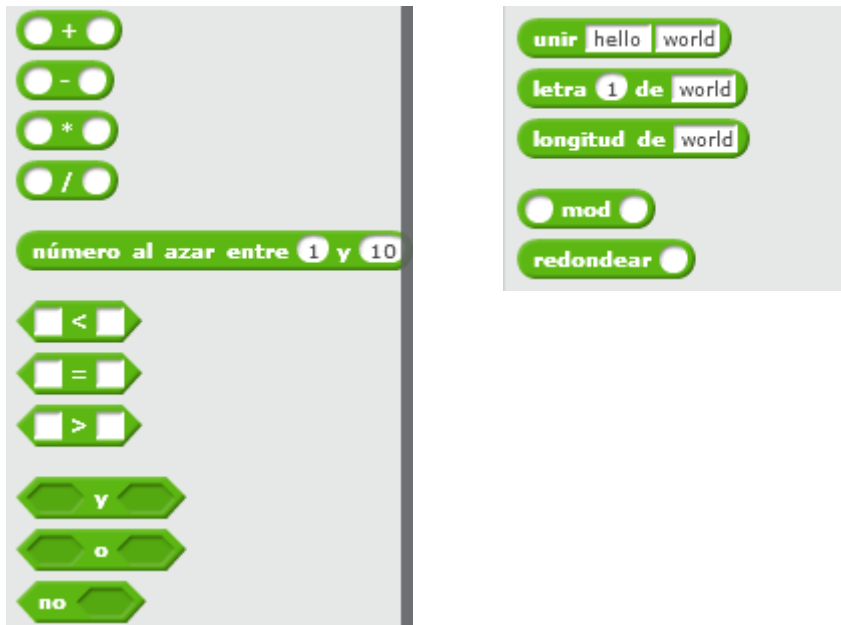 +
-
*
/
número al azar entre 1 y 10
<
=
>
y
o
no
unir hello world
letra 1 de world
longitud de world
mod
redondear